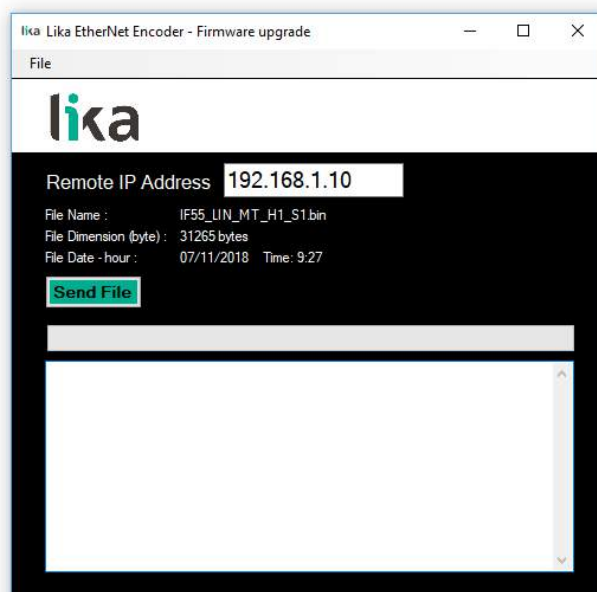 lika Lika EtherNet Encoder - Firmware upgrade
File
lika
Remote IP Address 192.168.1.10
File Name : IF55_LIN_MT_H1_S1.bin
File Dimension (byte) : 31265 bytes
File Date - hour : 07/11/2018 Time: 9:27
Send File